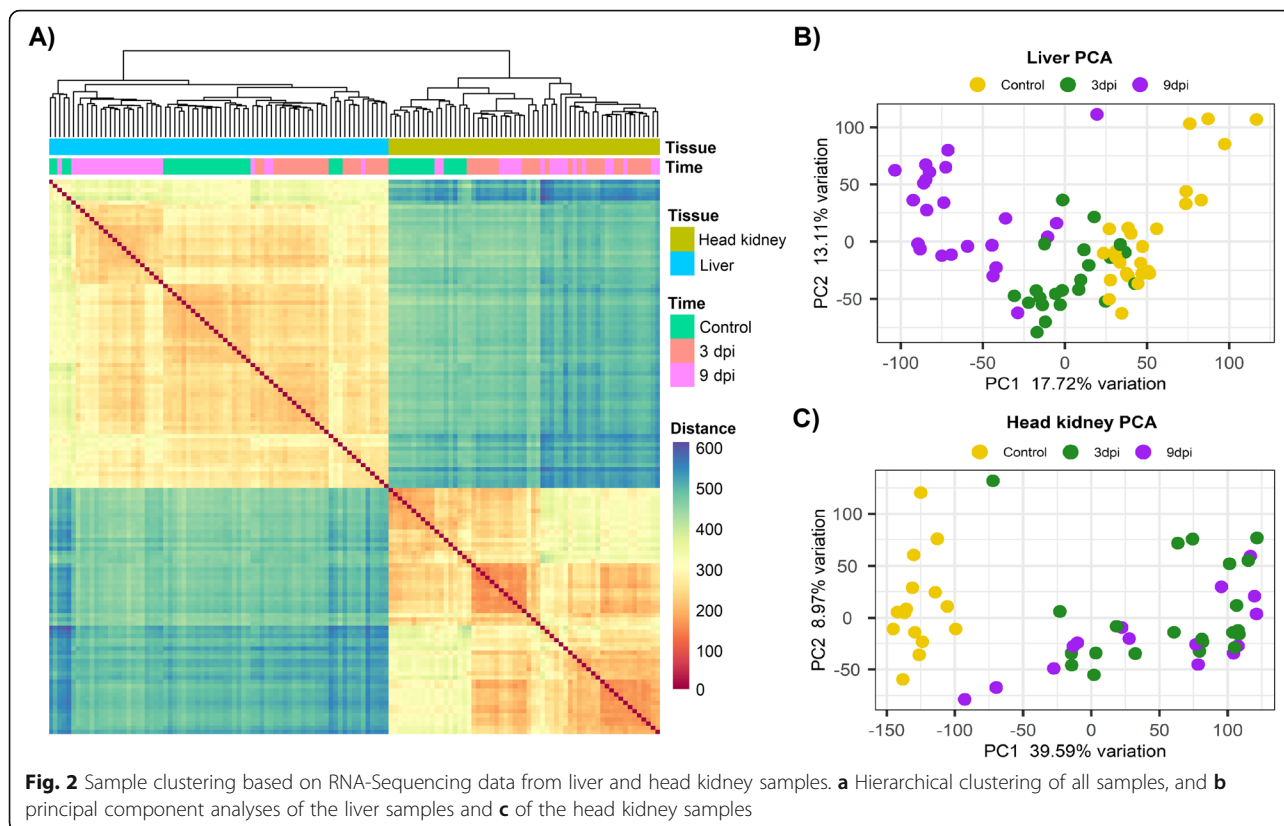 A)
Tissue
Time
Tissue
Head kidney
Liver
Time
Control
3 dpi
9 dpi
Distance
600
500
400
300
200
100
0
B)
Liver PCA
Control 3dpi 9dpi
PC2 13.11% variation
100
50
0
-50
-100 -50 0 50 100
PC1 17.72% variation
C)
Head kidney PCA
Control 3dpi 9dpi
PC2 8.97% variation
100
50
0
-50
-150 -100 -50 0 50 100
PC1 39.59% variation
Fig. 2 Sample clustering based on RNA-Sequencing data from liver and head kidney samples. a Hierarchical clustering of all samples, and b
principal component analyses of the liver samples and c of the head kidney samples